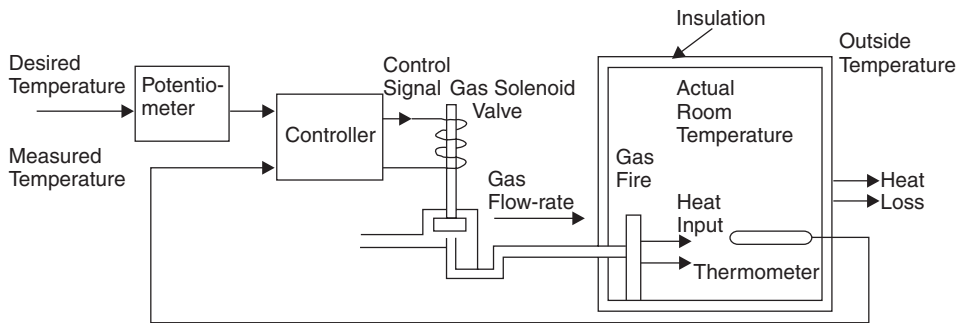 Desired
Temperature
Potentio-
meter
Measured
Temperature
Controller
Control
Signal
Gas Solenoid
Valve
Gas
Flow-rate
Insulation
Outside
Temperature
Actual
Room
Temperature
Gas
Fire
Heat
Input
Thermometer
Heat
Loss